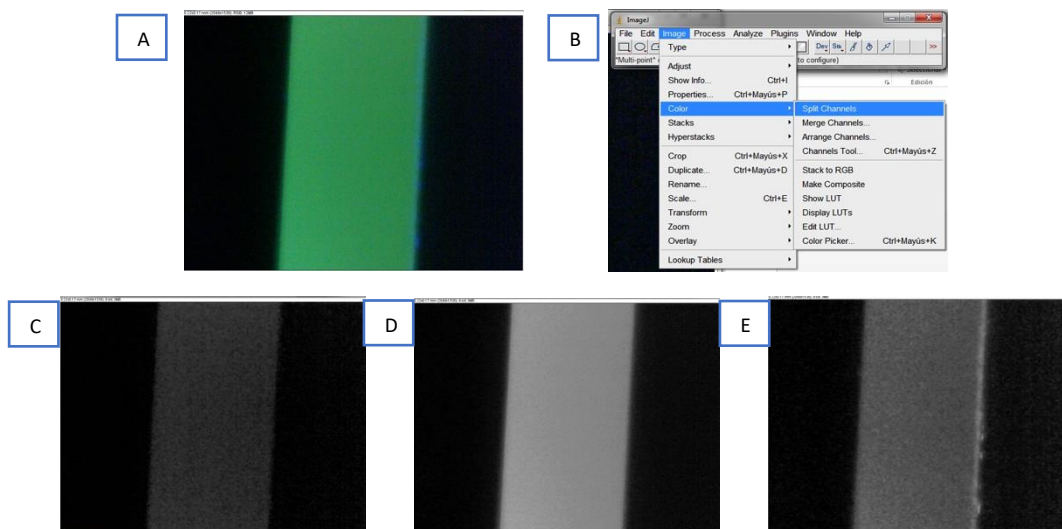 A
B
ImageJ
File Edit Image Process Analyze Plugins Window Help
Dev Stk >>
"Multi-point" to configure)
Type
Adjust
Show Info... Ctrl+I
Properties... Ctrl+Mayús+P
Color
Stacks
Hyperstacks
Crop Ctrl+Mayús+X
Duplicate... Ctrl+Mayús+D
Rename...
Scale... Ctrl+E
Transform
Zoom
Overlay
Lookup Tables
Split Channels
Merge Channels...
Arrange Channels...
Channels Tool... Ctrl+Mayús+Z
Stack to RGB
Make Composite
Show LUT
Display LUTs
Edit LUT...
Color Picker... Ctrl+Mayús+K
Edición
C
D
E